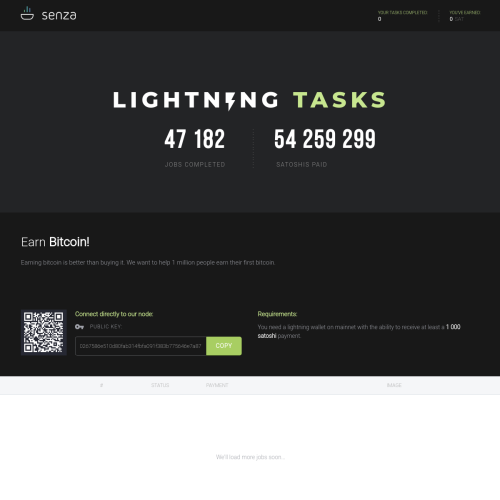 senza
YOUR TASKS COMPLETED
0
YOU'VE EARNED
0 SAT
LIGHTNING TASKS
47 182
JOBS COMPLETED
54 259 299
SATOSHIS PAID
Earn Bitcoin!
Earning bitcoin is better than buying it. We want to help 1 million people earn their first bitcoin.
Connect directly to our node:
PUBLIC KEY
COPY
Requirements:
You need a lightning wallet on mainnet with the ability to receive at least a 1 000
satoshi payment.
#
STATUS
PAYMENT
IMAGE
We'll load more jobs soon.